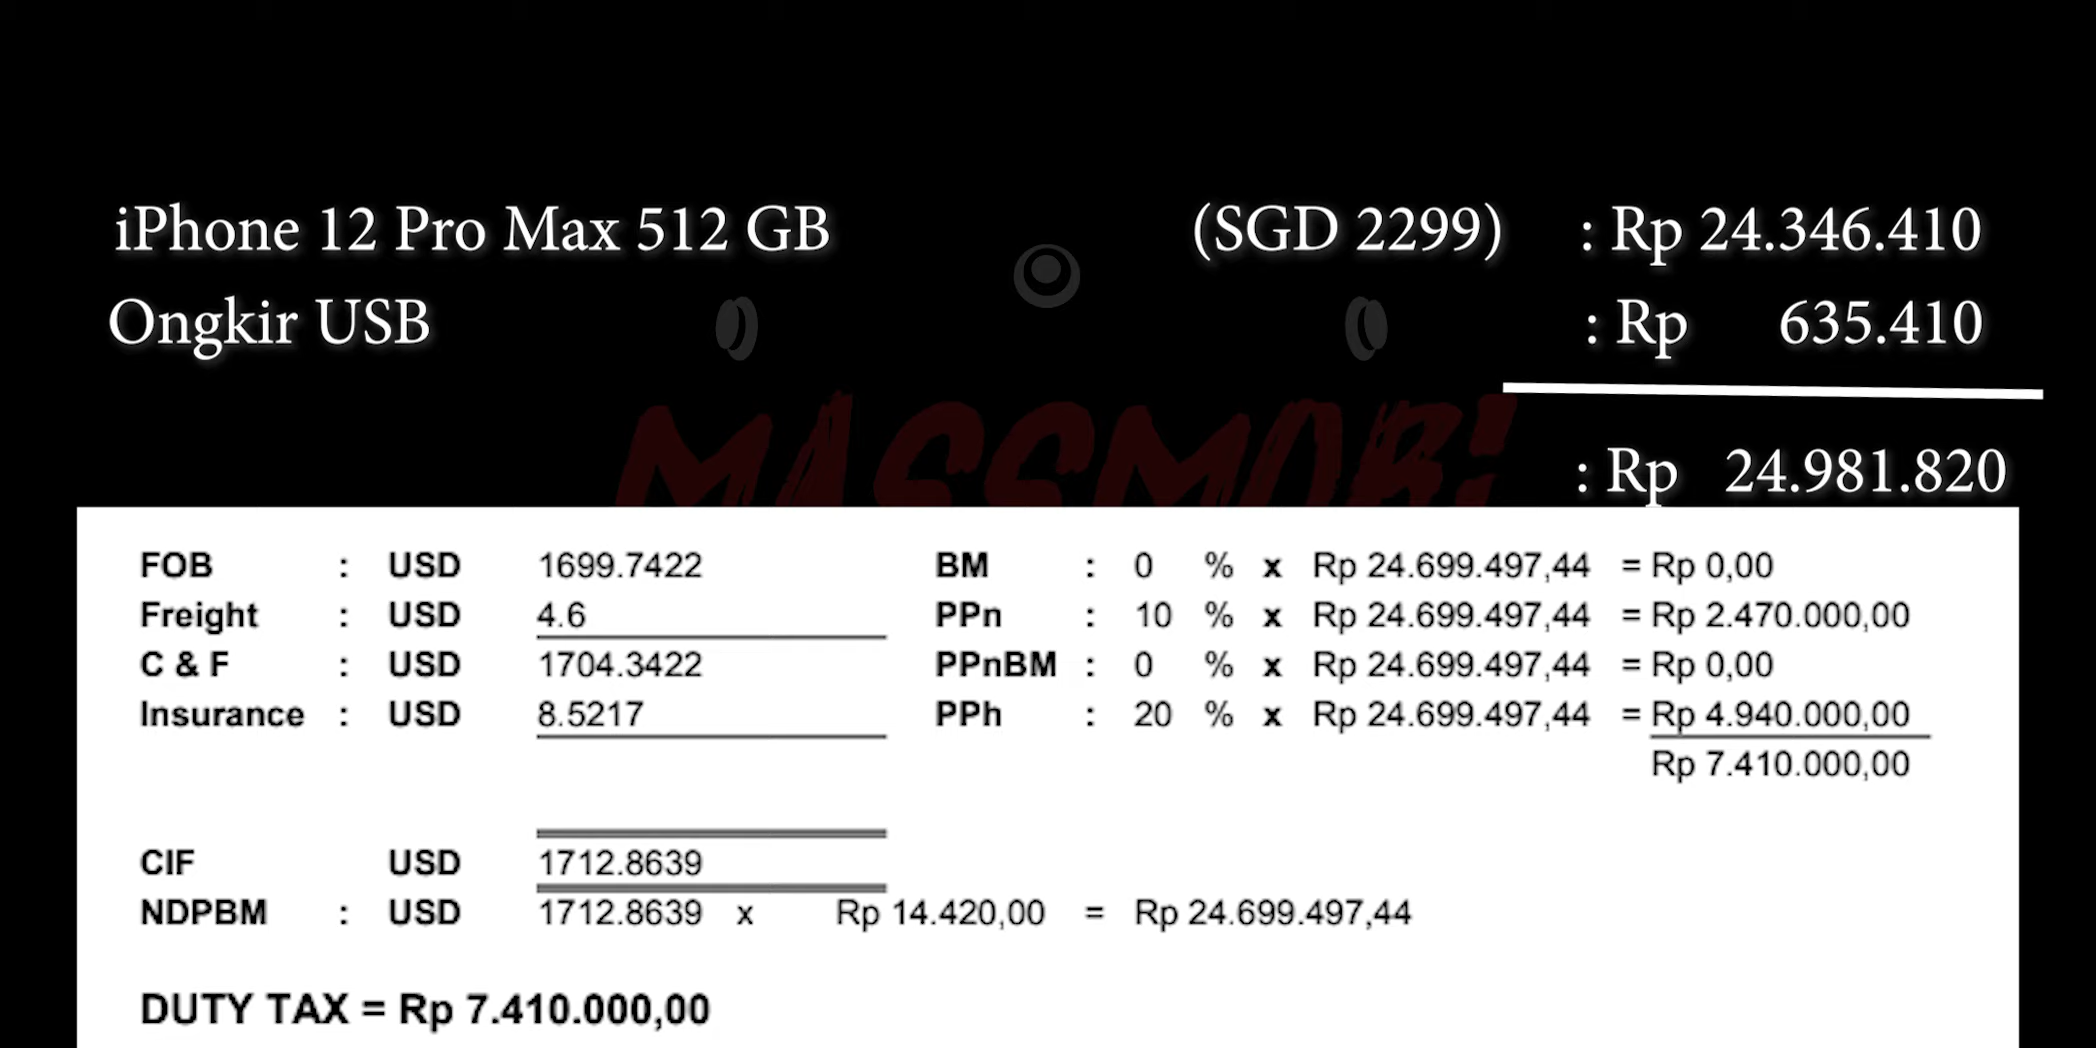 iPhone 12 Pro Max 512 GB (SGD 2299) : Rp 24.346.410
Ongkir USB : Rp 635.410
MASSMOBi
: Rp 24.981.820
FOB : USD 1699.7422 BM : 0 % x Rp 24.699.497,44 = Rp 0,00
Freight : USD 4.6 PPn : 10 % x Rp 24.699.497,44 = Rp 2.470.000,00
C & F : USD 1704.3422 PPnBM : 0 % x Rp 24.699.497,44 = Rp 0,00
Insurance : USD 8.5217 PPh : 20 % x Rp 24.699.497,44 = Rp 4.940.000,00
Rp 7.410.000,00
CIF USD 1712.8639
NDPBM : USD 1712.8639 x Rp 14.420,00 = Rp 24.699.497,44
DUTY TAX = Rp 7.410.000,00